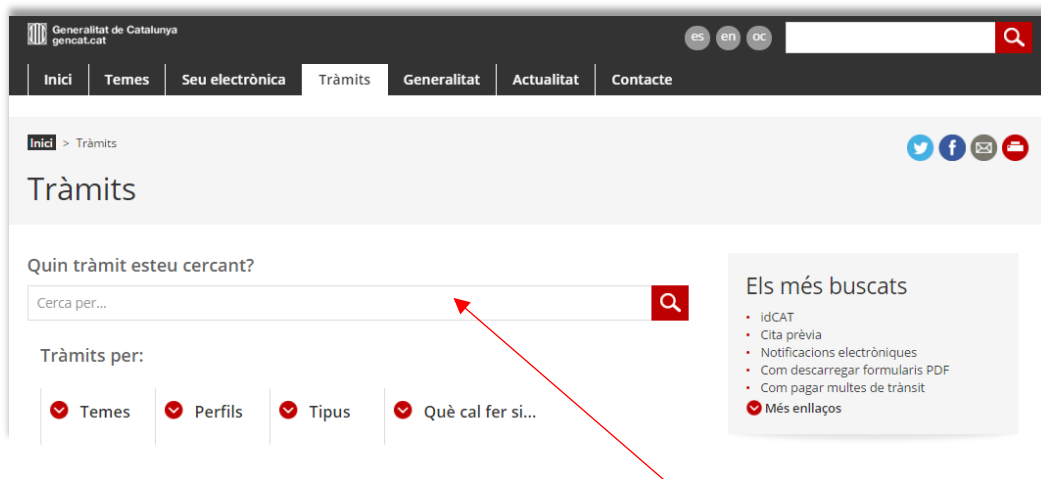 Generalitat de Catalunya
gencat.cat
es en oc
Inici Temes Seu electrònica Tràmits Generalitat Actualitat Contacte
Inici > Tràmits
Tràmits
Quin tràmit esteu cercant?
Cerca per...
Tràmits per:
Temes Perfils Tipus Què cal fer si...
Els més buscats
• idCAT
• Cita prèvia
• Notificacions electròniques
• Com descarregar formularis PDF
• Com pagar multes de trànsit
Més enllaços